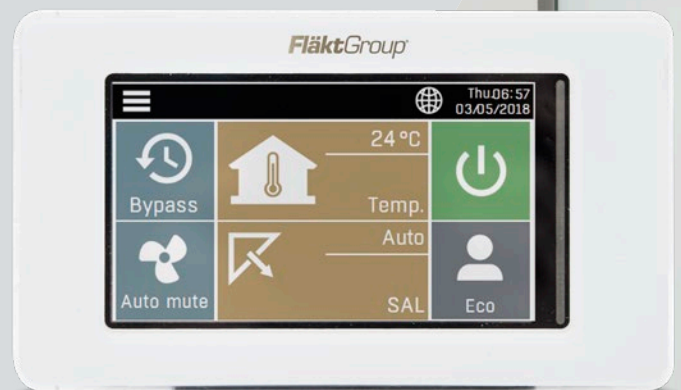 FläktGroup
Thu.06:57
03/05/2018
24 °C
Bypass
Temp.
Auto
Auto mute
SAL
Eco